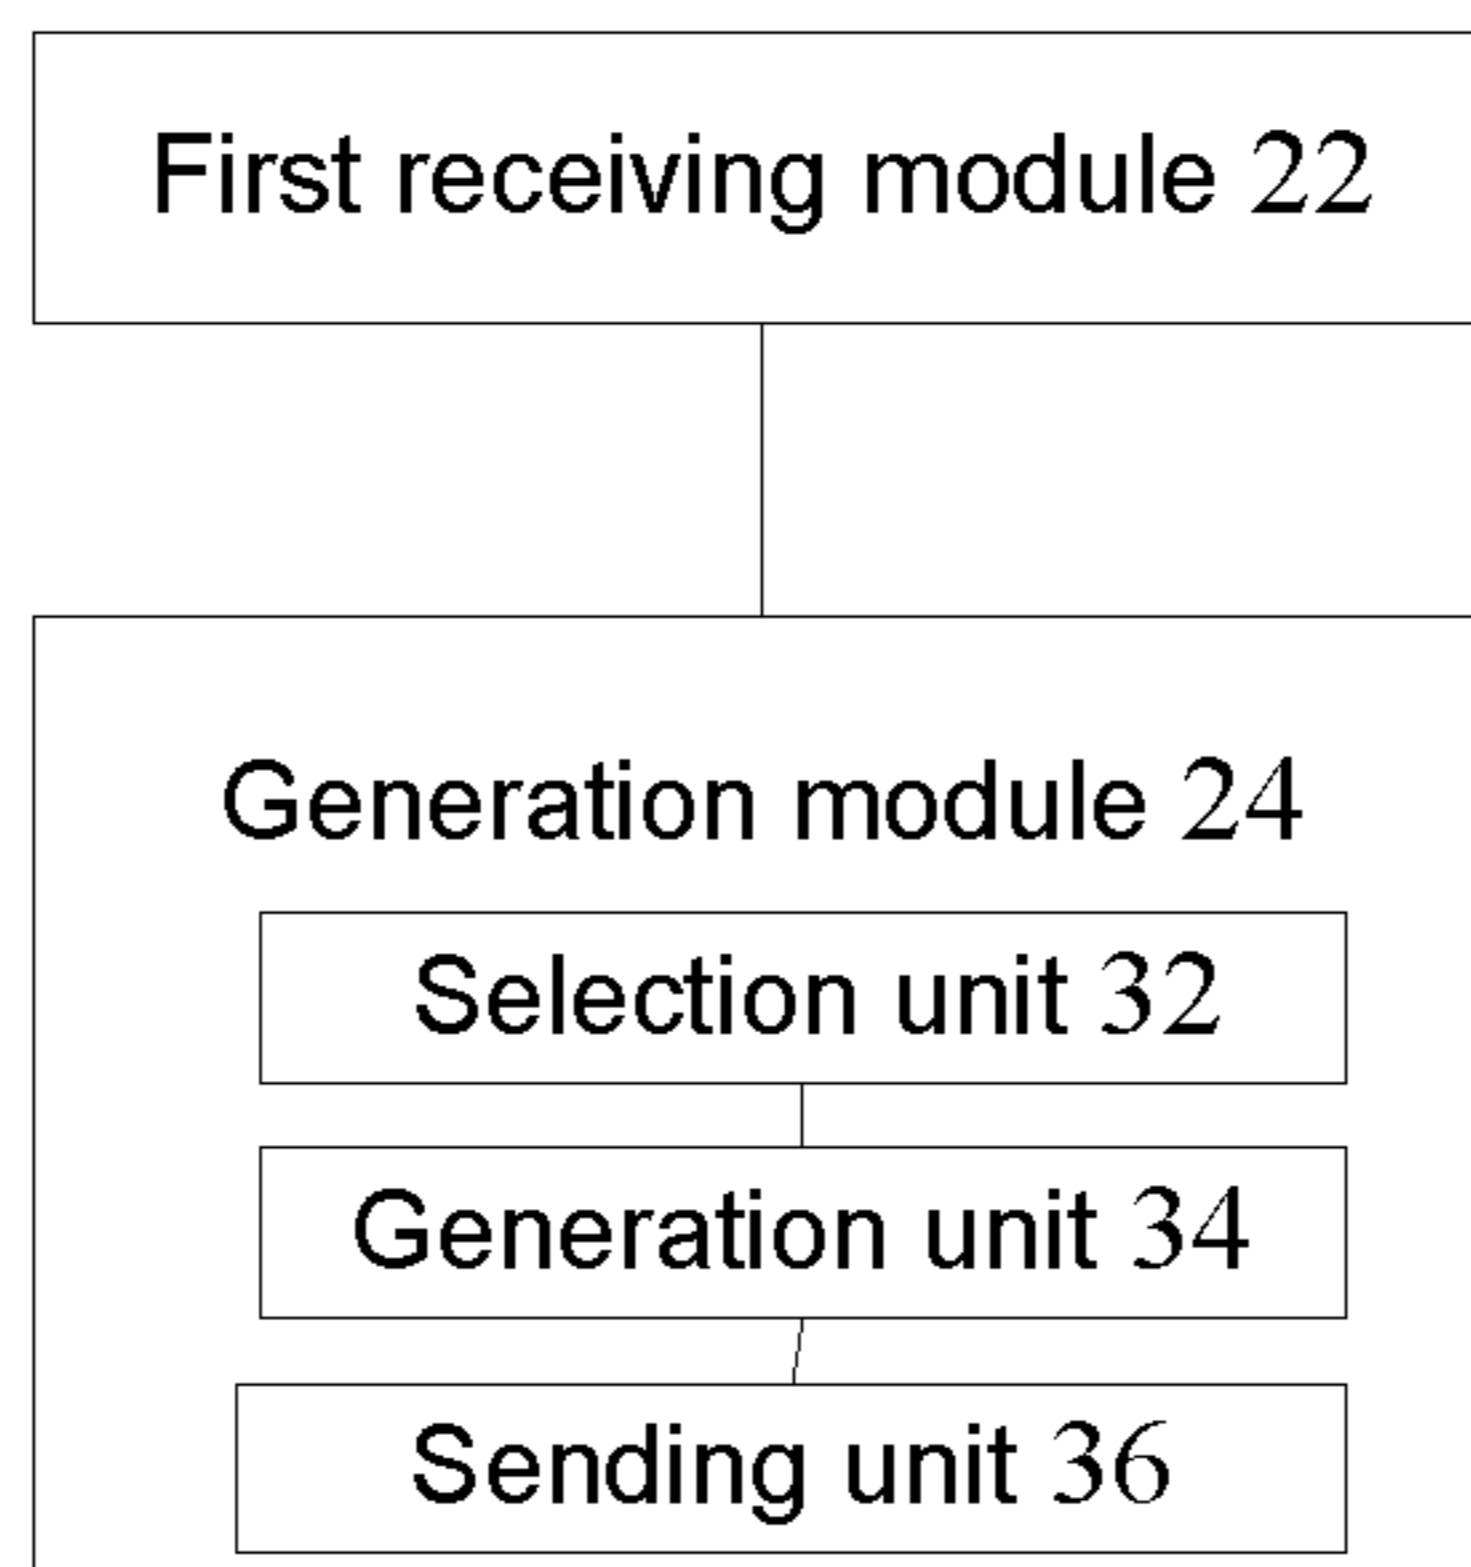 First receiving module 22
Generation module 24
Selection unit 32
Generation unit 34
Sending unit 36